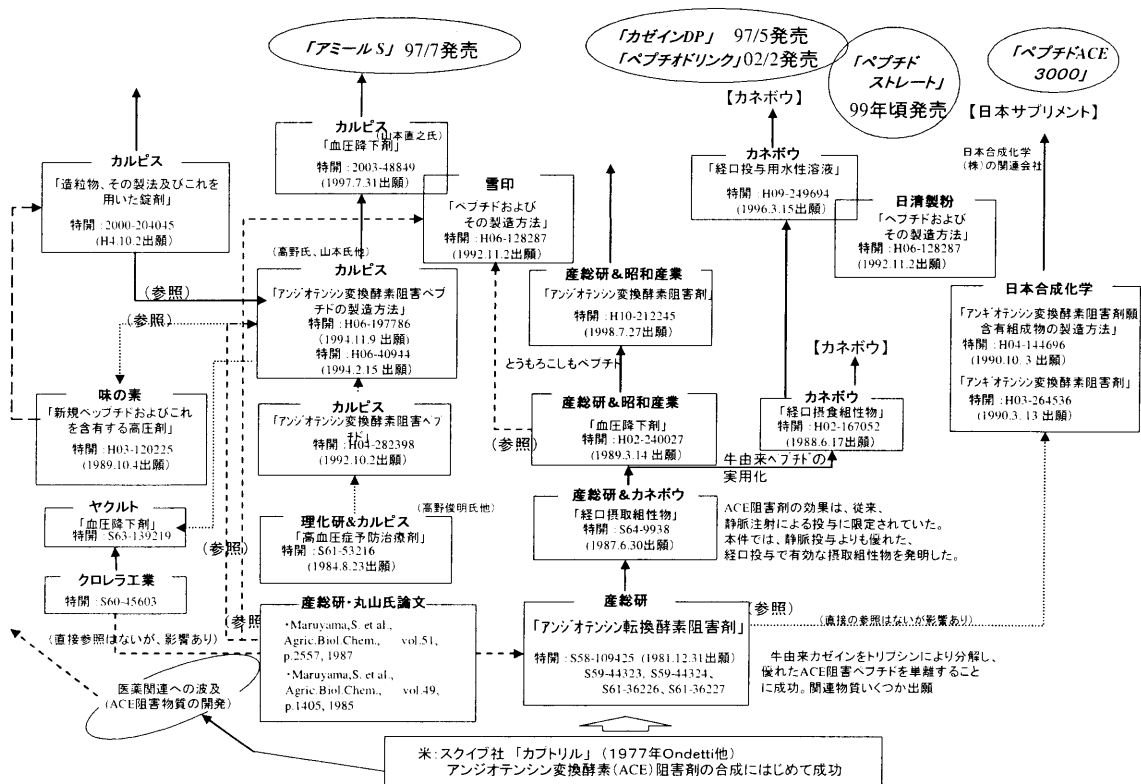 「アミールS」 97/7発売
「カゼインDP」 97/5発売
「ペプチオドリンク」02/2発売
「ペプチド
ストレート」
99年頃発売
「ペプチドACE
3000」
【カネボウ】
【日本サプリメント】
日本合成化学
(株)の関連会社
カルピス
「造粒物、その製法及びこれを
用いた錠剤」
特開:2000-204045
(H4.10.2出願)
カルピス
(山本直之氏)
「血圧降下剤」
特開:2003-48849
(1997.7.31出願)
雪印
「ペプチドおよび
その製造方法」
特開:H06-128287
(1992.11.2出願)
カネボウ
「経口投与用水性溶液」
特開:H09-249694
(1996.3.15出願)
日清製粉
「ペプチドおよび
その製造方法」
特開:H06-128287
(1992.11.2出願)
(高野氏、山本氏他)
カルピス
「アンジオテンシン変換酵素阻害ペプ
チドの製造方法」
特開:H06-197786
(1994.11.9 出願)
特開:H06-40944
(1994.2.15 出願)
産総研&昭和産業
「アンジオテンシン変換酵素阻害剤」
特開:H10-212245
(1998.7.27出願)
日本合成化学
「アンギオテンシン変換酵素阻害剤願
含有組成物の製造方法」
特開:H04-144696
(1990.10.3出願)
「アンギオテンシン変換酵素阻害剤」
特開:H03-264536
(1990.3.13出願)
(参照)
(参照)
とうもろこしもペプチド
【カネボウ】
味の素
「新規ペップチドおよびこれ
を含有する高圧剤」
特開:H03-120225
(1989.10.4出願)
カルピス
「アンジオテンシン変換酵素阻害ペプ
チド」
特開:H04-282398
(1992.10.2出願)
(参照)
産総研&昭和産業
「血圧降下剤」
特開:H02-240027
(1989.3.14 出願)
カネボウ
「経口摂食組性物」
特開:H02-167052
(1988.6.17出願)
牛由来ペプチドの
実用化
ヤクルト
「血圧降下剤」
特開:S63-139219
(参照)
(高野俊明氏他)
理化研&カルピス
「高血圧症予防治療剤」
特開:S61-53216
(1984.8.23出願)
産総研&カネボウ
「経口摂取組性物」
特開:S64-9938
(1987.6.30出願)
ACE阻害剤の効果は、従来、
静脈注射による投与に限定されていた。
本件では、静脈投与よりも優れた、
経口投与で有効な摂取組性物を発明した。
クロレラ工業
特開:S60-45603
(直接参照はないが、影響あり)
(参照)
産総研・丸山氏論文
・Maruyama,S. et al.,
Agric.Biol.Chem., vol.51,
p.2557, 1987
・Maruyama,S. et al.,
Agric.Biol.Chem., vol.49,
p.1405, 1985
産総研
「アンジオテンシン転換酵素阻害剤」
特開:S58-109425 (1981.12.31出願)
S59-44323, S59-44324,
S61-36226, S61-36227
(参照)
(直接の参照はないが影響あり)
牛由来カゼインをトリプシンにより分解し、
優れたACE阻害ペプチドを単離すること
に成功。関連物質いくつか出願
医薬関連への波及
(ACE阻害物質の開発)
米:スクイブ社 「カプトリル」 (1977年Ondetti他)
アンジオテンシン変換酵素(ACE)阻害剤の合成にはじめて成功